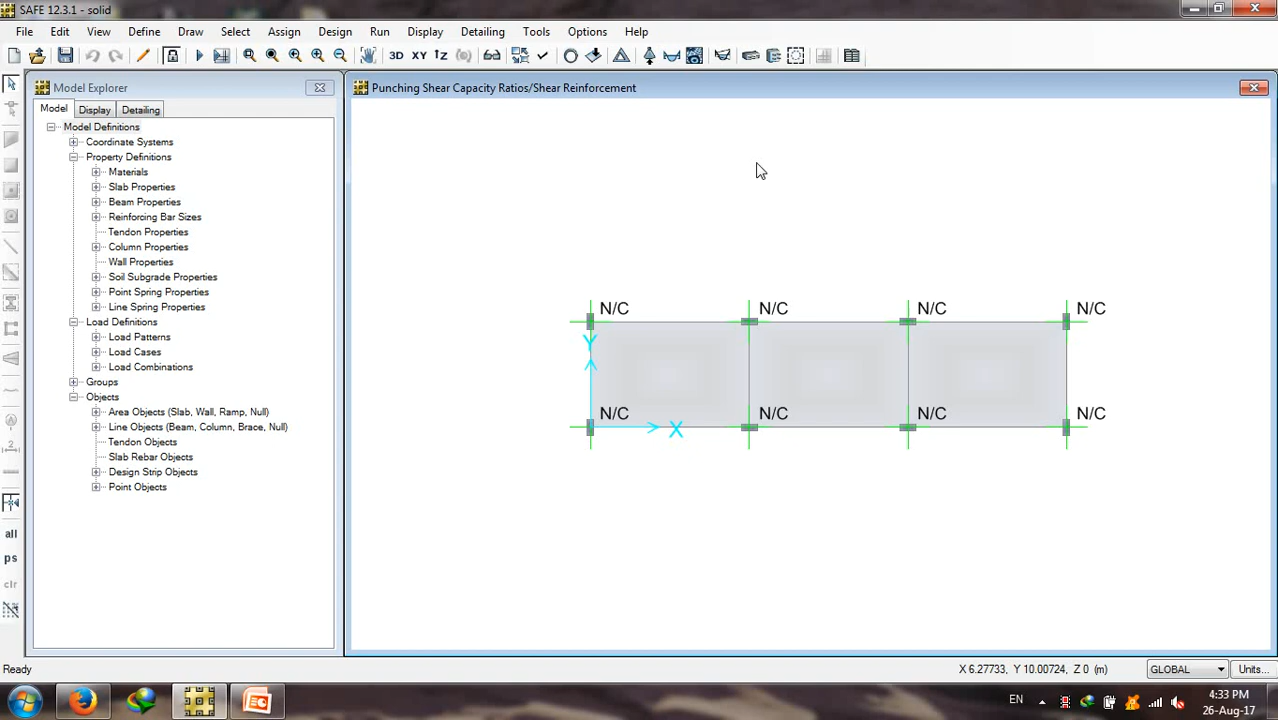 SAFE 12.3.1 - solid
File Edit View Define Draw Select Assign Design Run Display Detailing Tools Options Help
3D XY
Model Explorer
Punching Shear Capacity Ratios/Shear Reinforcement
Model Display Detailing
Model Definitions
Coordinate Systems
Property Definitions
Materials
Slab Properties
Beam Properties
Reinforcing Bar Sizes
Tendon Properties
Column Properties
Wall Properties
Soil Subgrade Properties
Point Spring Properties
Line Spring Properties
Load Definitions
Load Patterns
Load Cases
Load Combinations
Groups
Objects
Area Objects (Slab, Wall, Ramp, Null)
Line Objects (Beam, Column, Brace, Null)
Tendon Objects
Slab Rebar Objects
Design Strip Objects
Point Objects
all
ps
clr
N/C N/C N/C N/C
Y
N/C N/C N/C N/C
X
Ready
X 6.27733, Y 10.00724, Z 0 (m)
GLOBAL
Units...
EN
4:33 PM
26-Aug-17